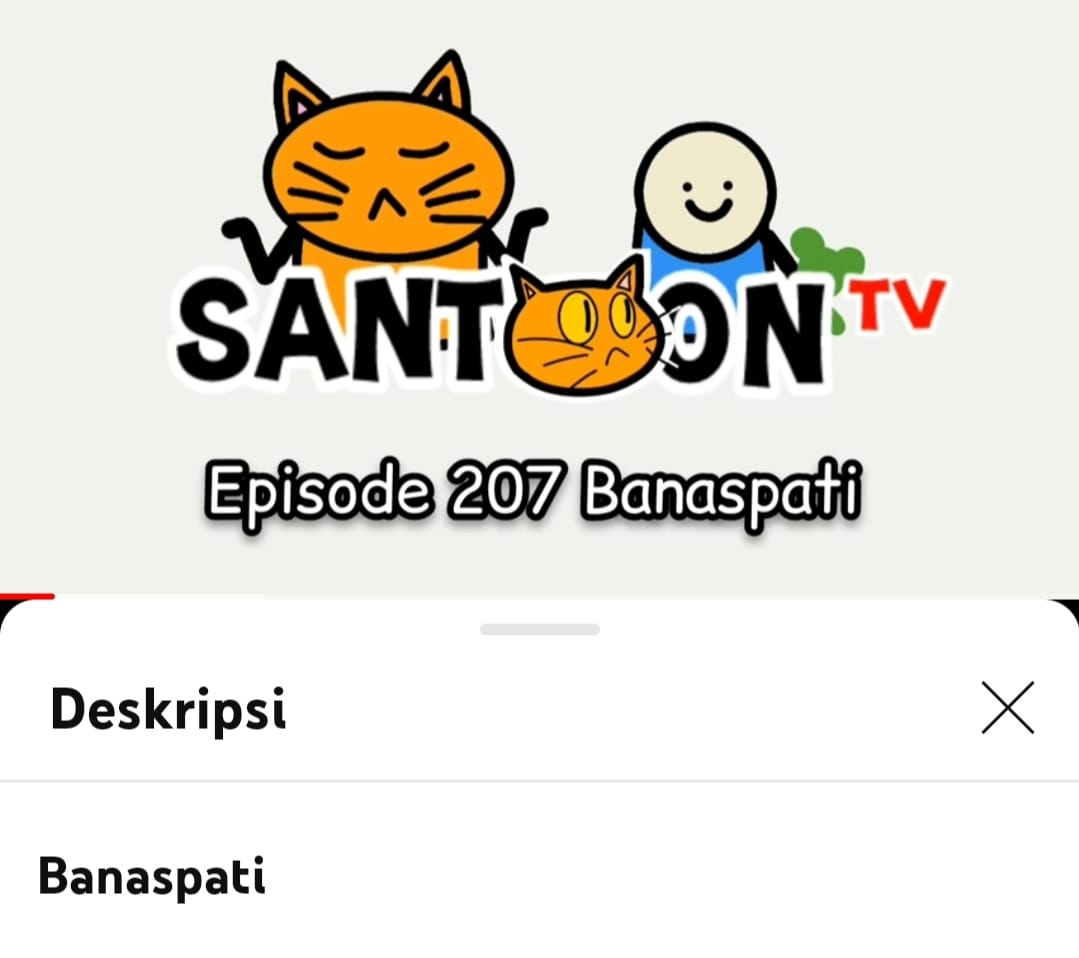 SANTOON TV
Episode 207 Banaspati
Deskripsi
Banaspati